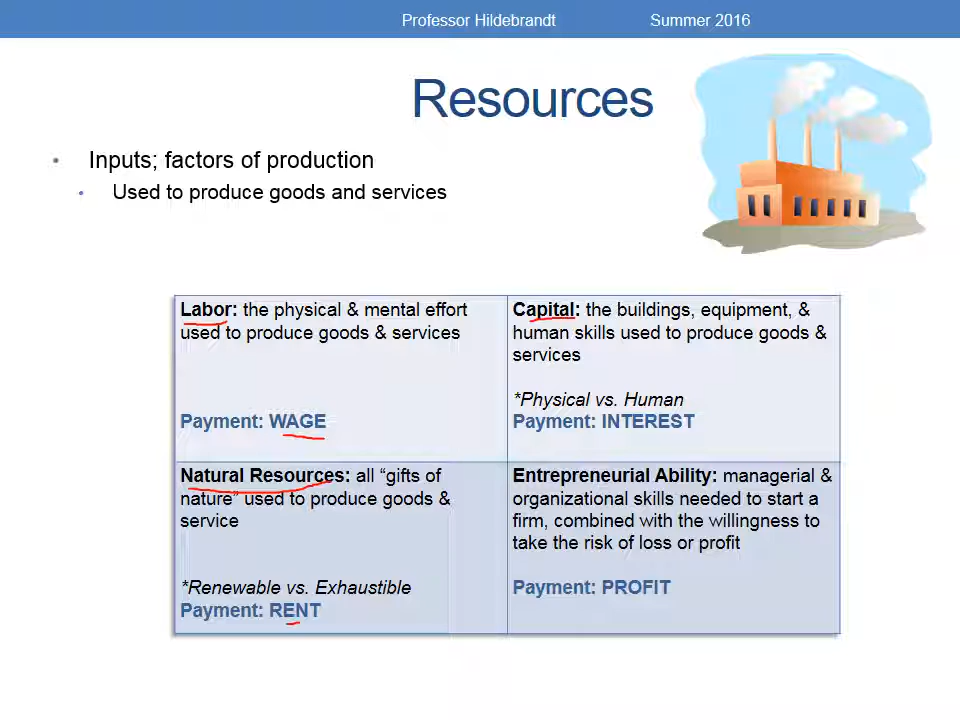 Professor Hildebrandt Summer 2016
Resources
• Inputs; factors of production
• Used to produce goods and services
Labor: the physical & mental effort
used to produce goods & services
Payment: WAGE
Capital: the buildings, equipment, &
human skills used to produce goods &
services
*Physical vs. Human
Payment: INTEREST
Natural Resources: all “gifts of
nature” used to produce goods &
service
*Renewable vs. Exhaustible
Payment: RENT
Entrepreneurial Ability: managerial &
organizational skills needed to start a
firm, combined with the willingness to
take the risk of loss or profit
Payment: PROFIT